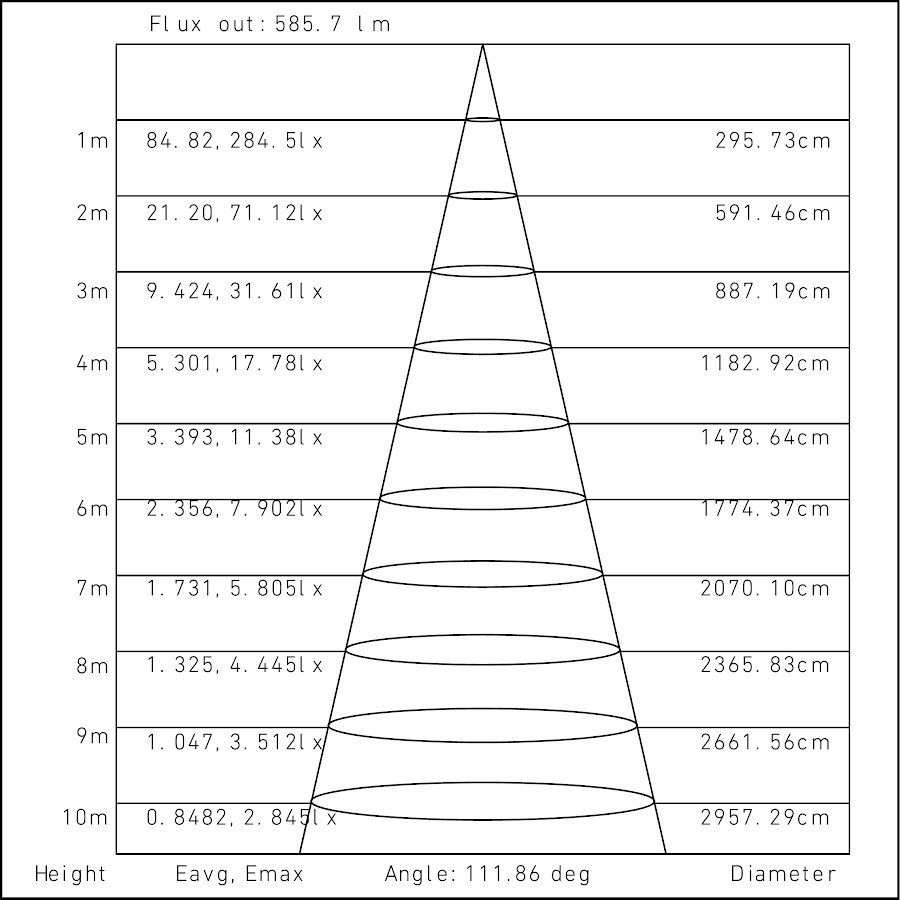 Flux out: 585.7 lm
1m 84.82, 284.5lx 295.73cm
2m 21.20, 71.12lx 591.46cm
3m 9.424, 31.61lx 887.19cm
4m 5.301, 17.78lx 1182.92cm
5m 3.393, 11.38lx 1478.64cm
6m 2.356, 7.902lx 1774.37cm
7m 1.731, 5.805lx 2070.10cm
8m 1.325, 4.445lx 2365.83cm
9m 1.047, 3.512lx 2661.56cm
10m 0.8482, 2.845lx 2957.29cm
Height Eavg, Emax Angle: 111.86 deg Diameter